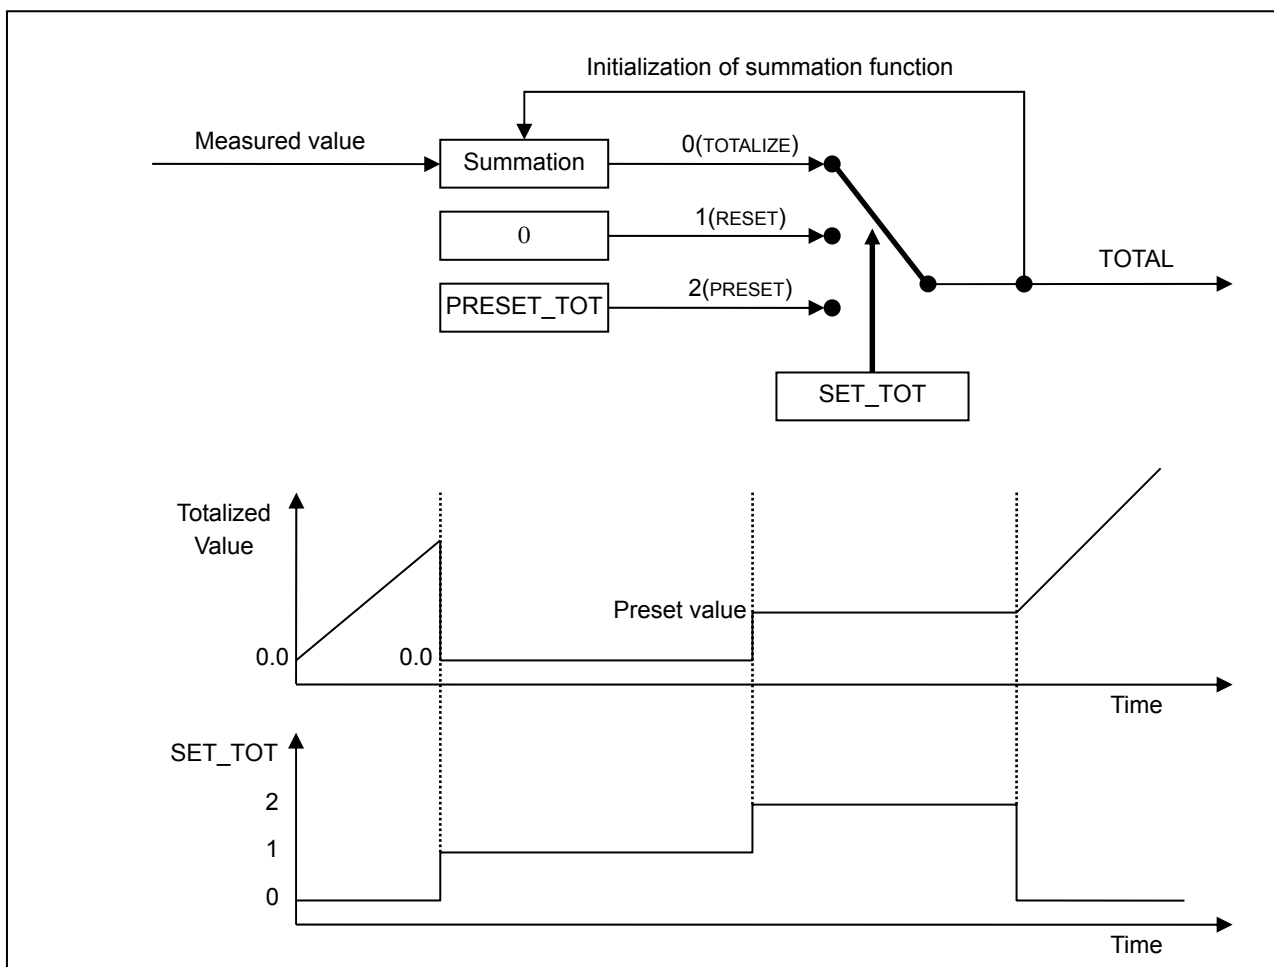 Initialization of summation function
Measured value
Summation
0(TOTALIZE)
0
1(RESET)
PRESET_TOT
2(PRESET)
TOTAL
SET_TOT
Totalized
Value
Preset value
0.0
0.0
Time
SET_TOT
2
1
0
Time